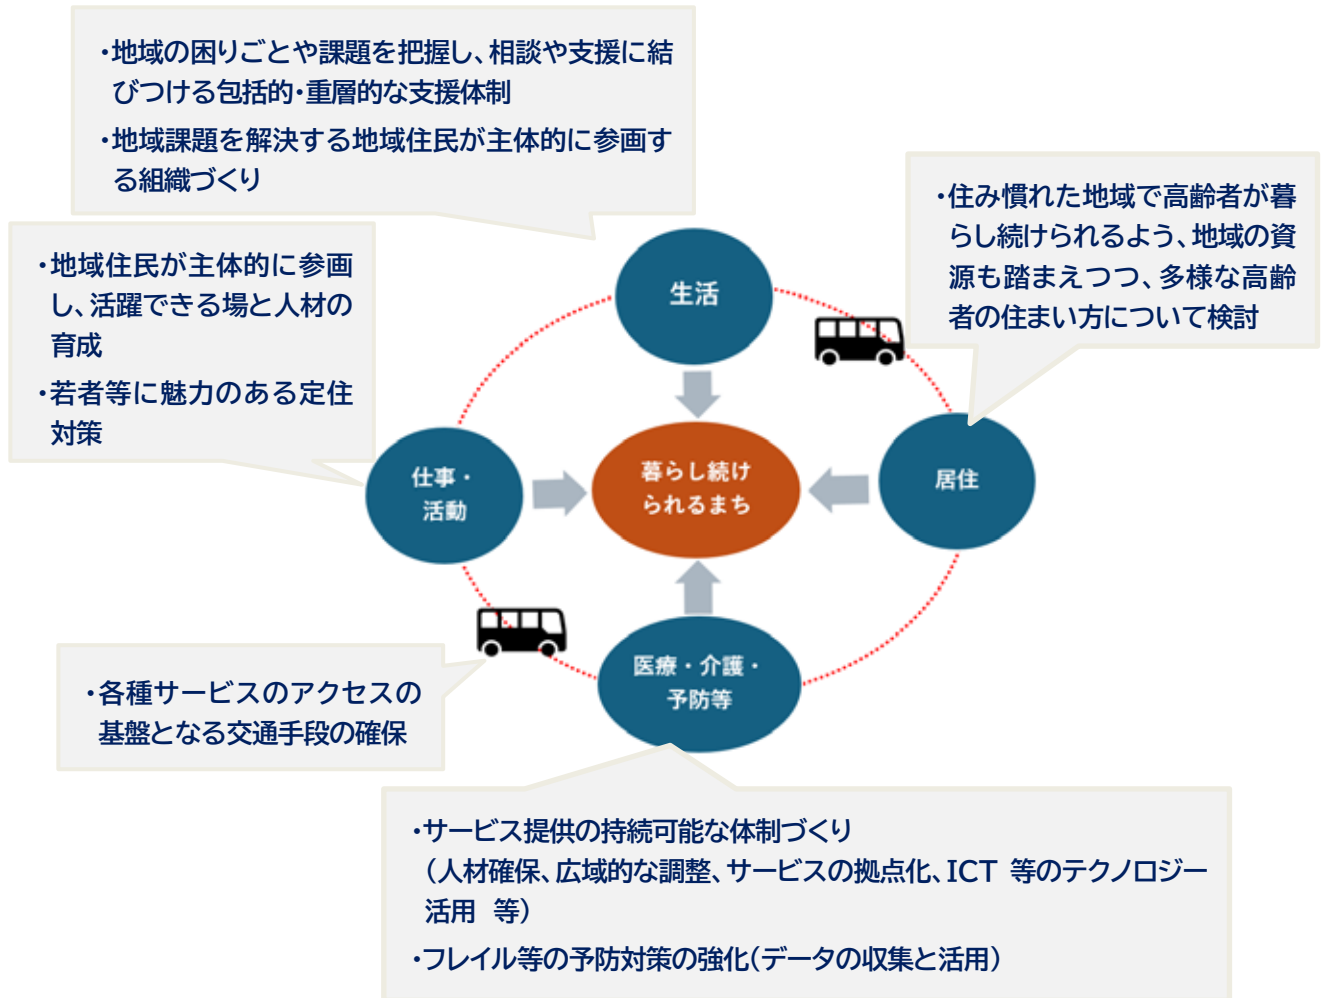 ・地域の困りごとや課題を把握し、相談や支援に結
びつける包括的・重層的な支援体制
・地域課題を解決する地域住民が主体的に参画す
る組織づくり
・住み慣れた地域で高齢者が暮
らし続けられるよう、地域の資
源も踏まえつつ、多様な高齢
者の住まい方について検討
・地域住民が主体的に参画
し、活躍できる場と人材の
育成
・若者等に魅力のある定住
対策
生活
仕事・
活動
暮らし続け
られるまち
居住
医療・介護・
予防等
・各種サービスのアクセスの
基盤となる交通手段の確保
・サービス提供の持続可能な体制づくり
（人材確保、広域的な調整、サービスの拠点化、ICT 等のテクノロジー
活用　等）
・フレイル等の予防対策の強化（データの収集と活用）